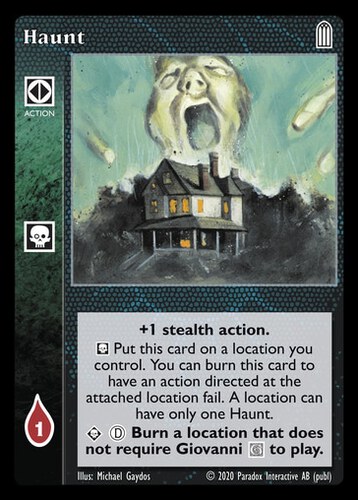 Haunt
ACTION
+1 stealth action.
Put this card on a location you
control. You can burn this card to
have an action directed at the
attached location fail. A location
can have only one Haunt.
D Burn a location that does
not require Giovanni to play.
1
Illus: Michael Gaydos © 2020 Paradox Interactive AB (publ)